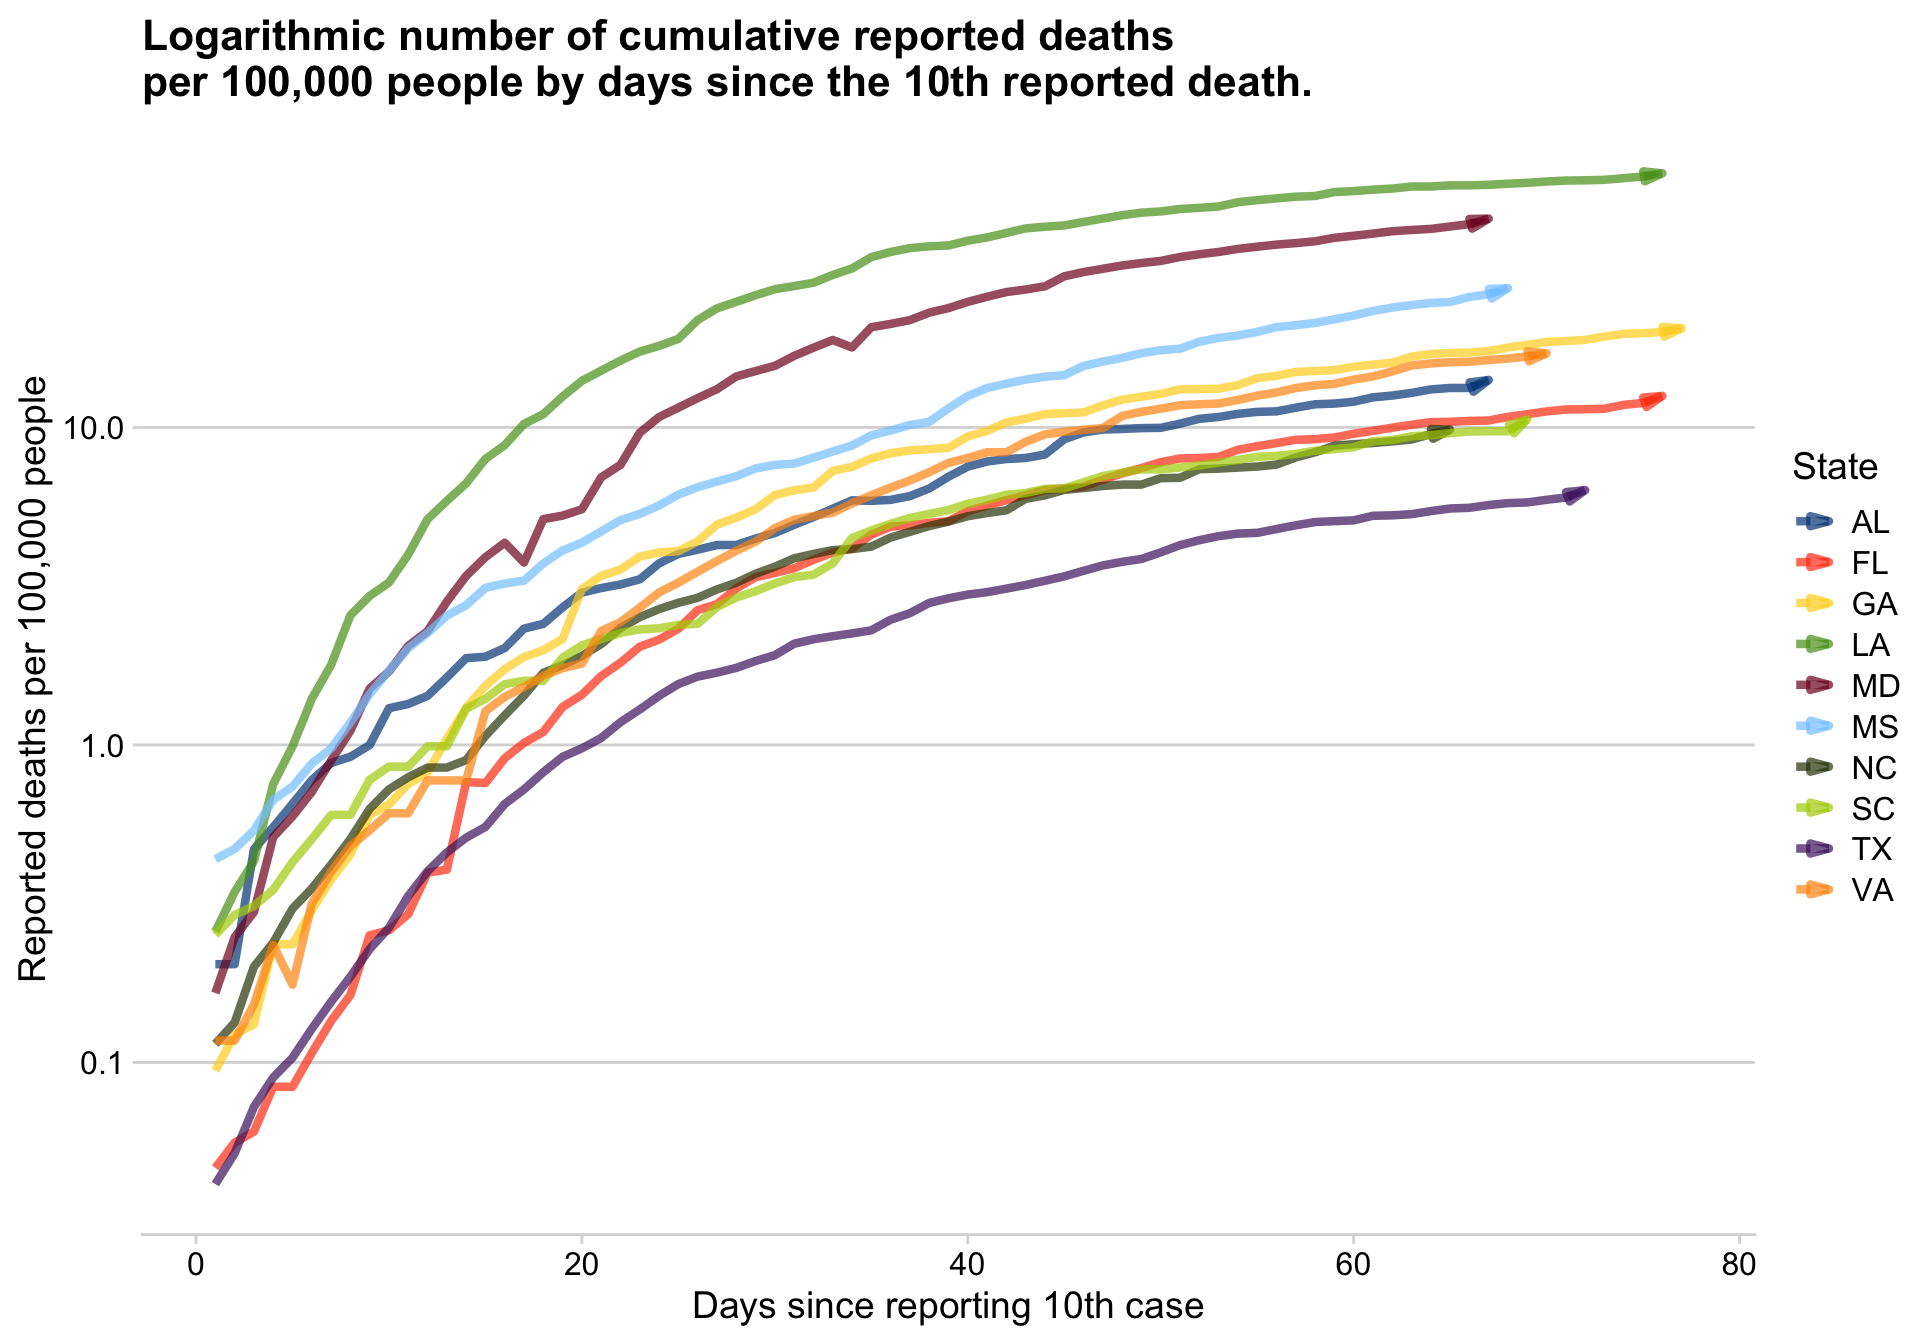 Logarithmic number of cumulative reported deaths
per 100,000 people by days since the 10th reported death.
Reported deaths per 100,000 people
10.0
1.0
0.1
0
20
40
60
80
Days since reporting 10th case
State
AL
FL
GA
LA
MD
MS
NC
SC
TX
VA